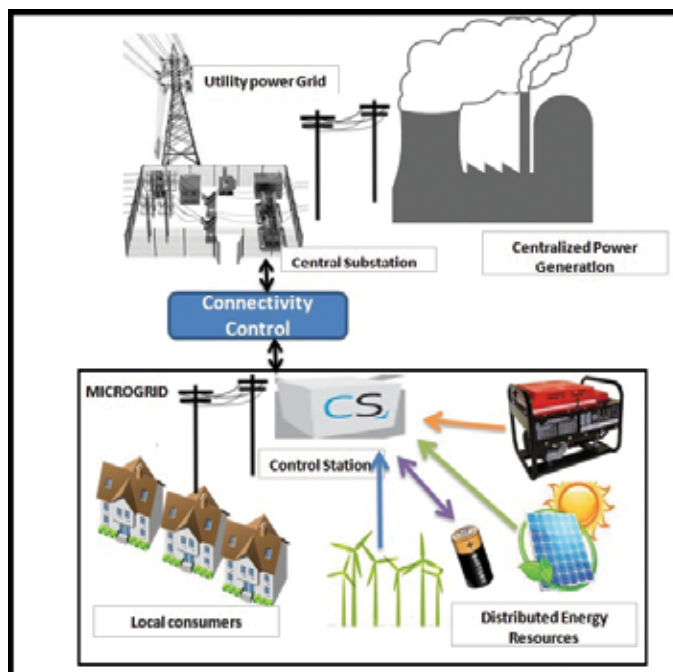 Utility power Grid
Central Substation
Centralized Power
Generation
Connectivity
Control
MICROGRID
CS
Control Station
Local consumers
Distributed Energy
Resources